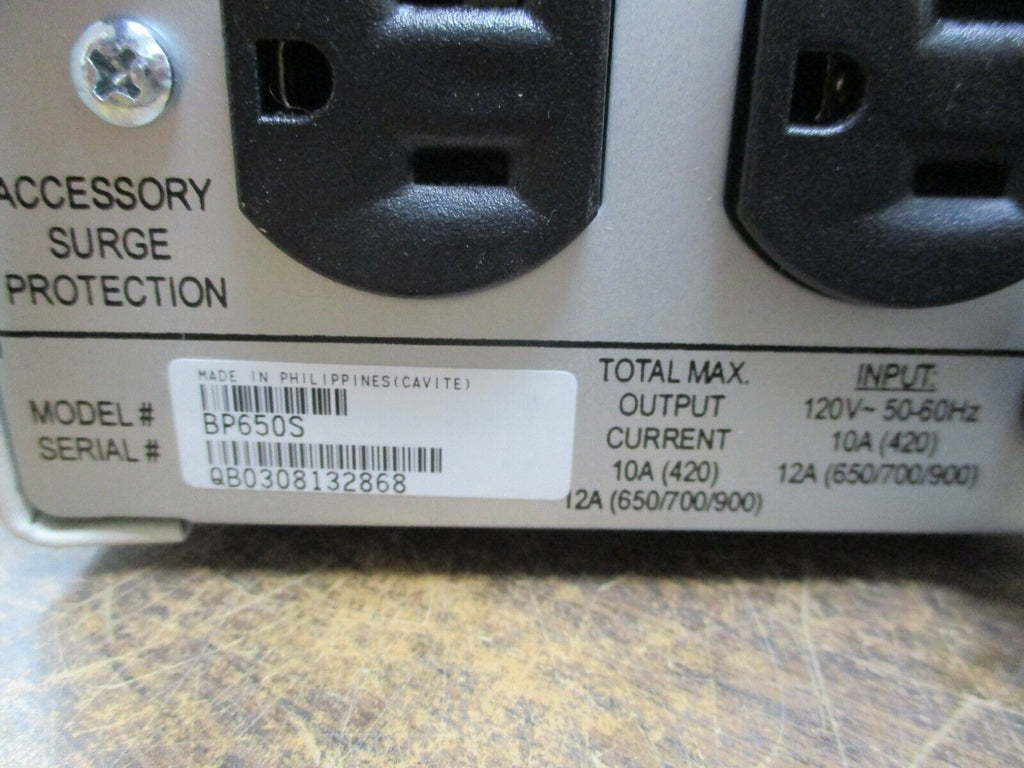 ACCESSORY
SURGE
PROTECTION
MODEL #
SERIAL #
MADE IN PHILIPPINES(CAVITE)
BP650S
QB0308132868
TOTAL MAX.
OUTPUT
CURRENT
10A (420)
12A (650/700/900)
INPUT:
120V~ 50-60Hz
10A (420)
12A (650/700/900)